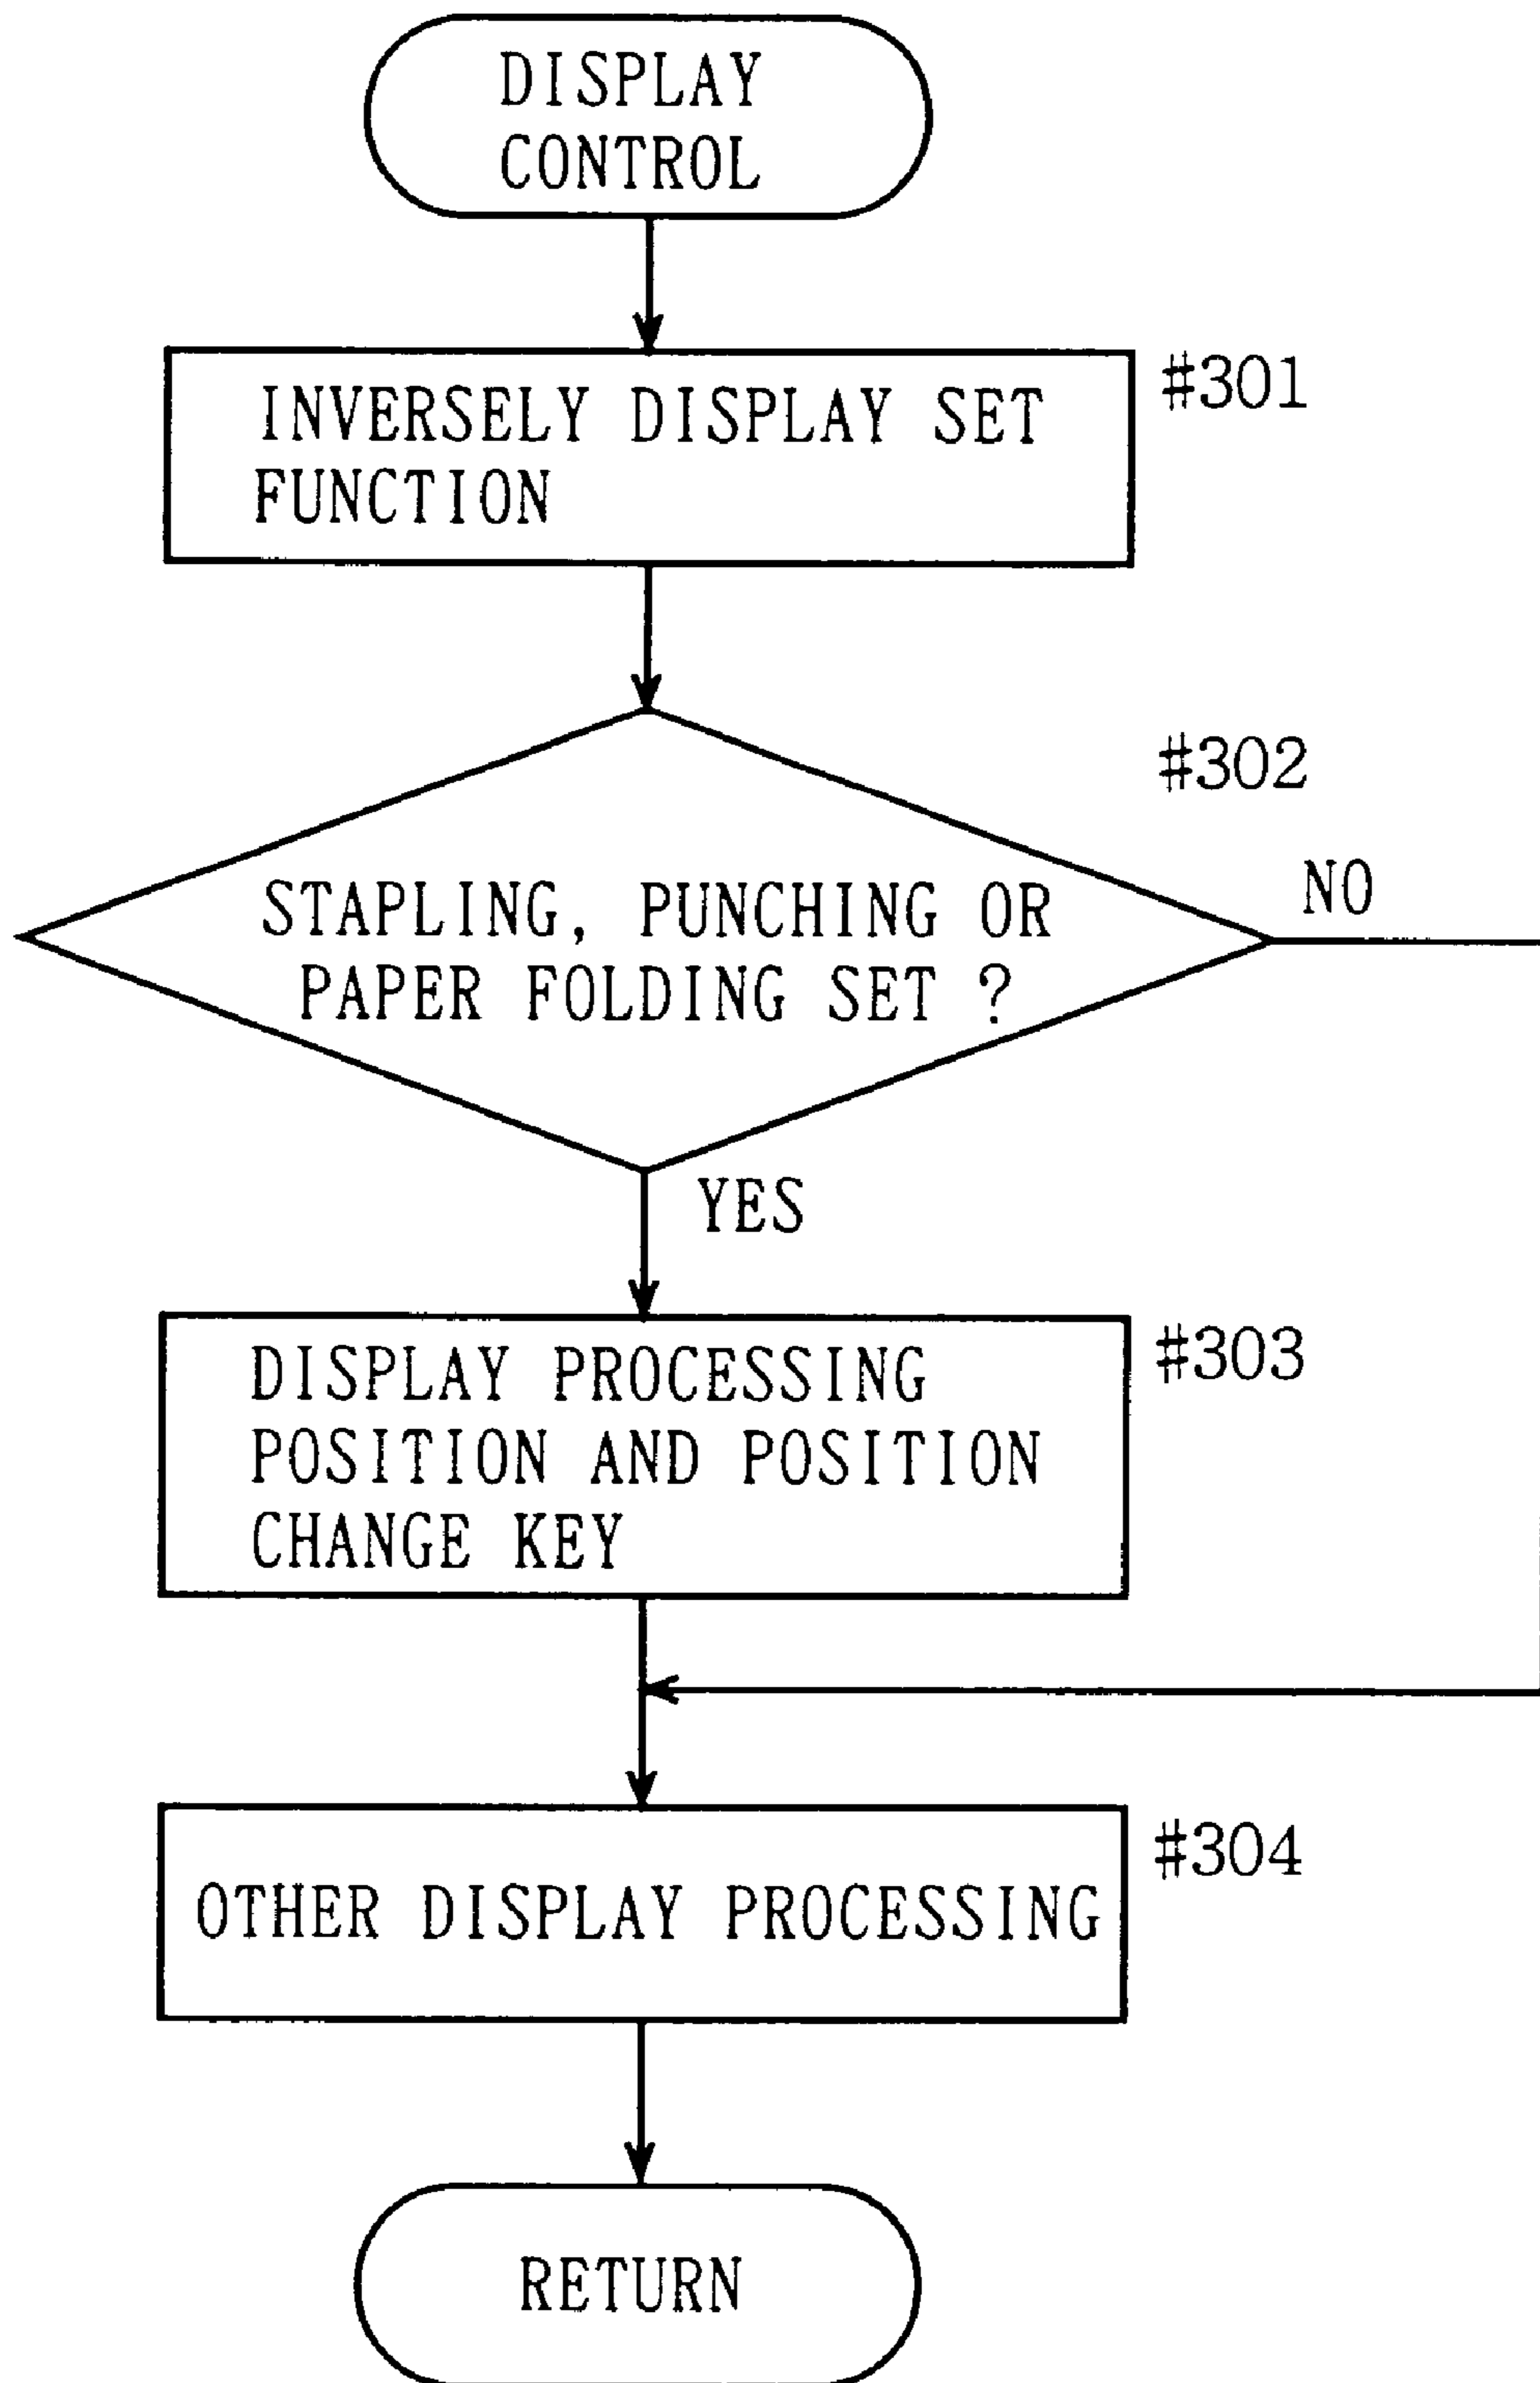 DISPLAY
CONTROL
INVERSELY DISPLAY SET
FUNCTION
#301
#302
STAPLING, PUNCHING OR
PAPER FOLDING SET ?
NO
YES
DISPLAY PROCESSING
POSITION AND POSITION
CHANGE KEY
#303
OTHER DISPLAY PROCESSING
#304
RETURN